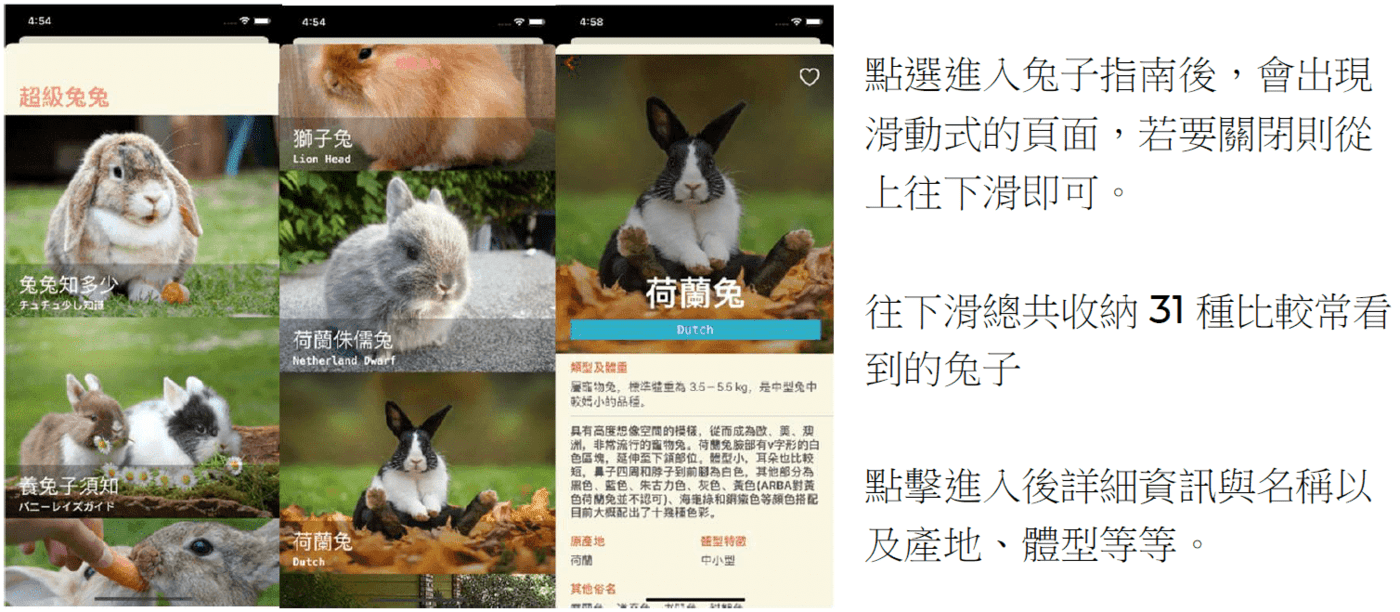 4:54
超級兔兔
兔兔知多少
チュチュ少し知識
養兔子須知
バニーレイズガイド
4:54
獅子兔
Lion Head
荷蘭侏儒兔
Netherland Dwarf
荷蘭兔
Dutch
4:58
荷蘭兔
Dutch
類型及體重
屬寵物兔，標準體重為 3.5－5.5 kg，是中型兔中
較嬌小的品種。
具有高度想像空間的模樣，從而成為歐、美、澳
洲，非常流行的寵物兔。荷蘭兔臉部有v字形的白
色區塊，延伸至下頷部位。體型小，耳朵也比較
短，鼻子四周和脖子到前腳為白色，其他部分為
黑色、藍色、朱古力色、灰色、黃色(ARBA對黃
色荷蘭兔並不認可)、海龜綠和鋼鐵色等顏色搭配
目前大概配出了十幾種色彩。
原產地
體型特徵
荷蘭
中小型
其他俗名
點選進入兔子指南後，會出現
滑動式的頁面，若要關閉則從
上往下滑即可。
往下滑總共收納 31 種比較常看
到的兔子
點擊進入後詳細資訊與名稱以
及產地、體型等等。